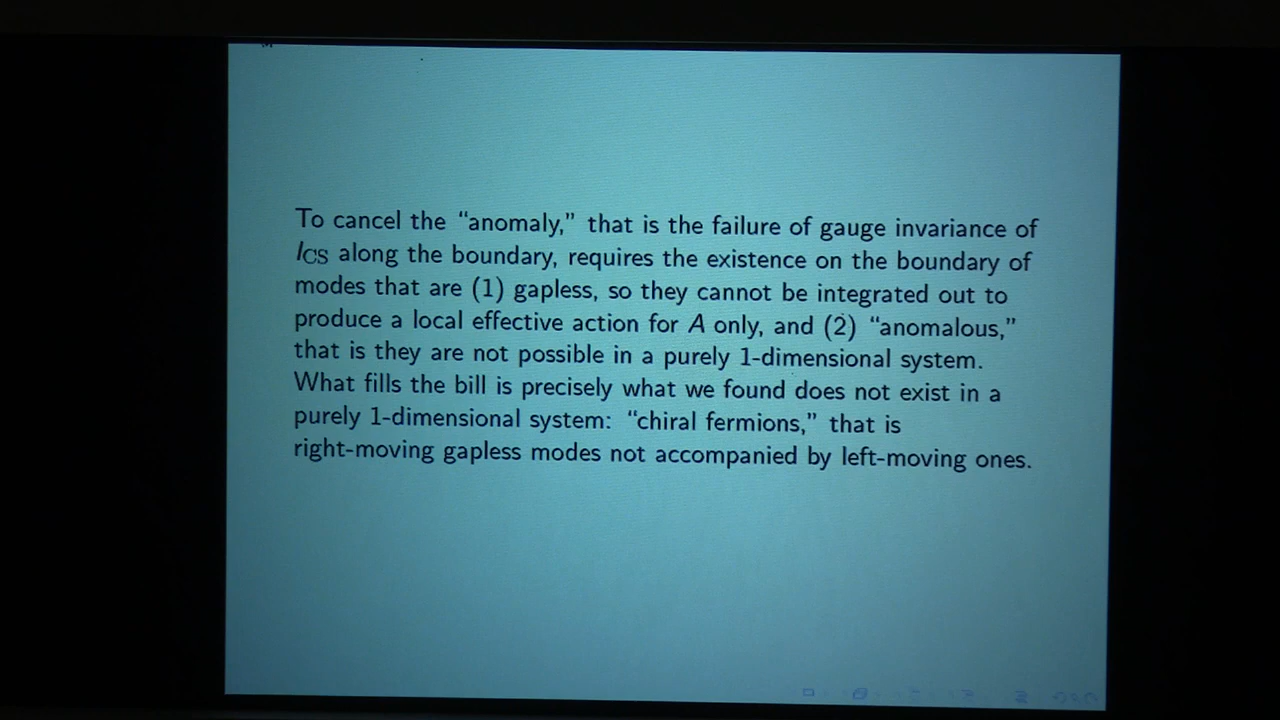 To cancel the “anomaly,” that is the failure of gauge invariance of
I_CS along the boundary, requires the existence on the boundary of
modes that are (1) gapless, so they cannot be integrated out to
produce a local effective action for A only, and (2) “anomalous,”
that is they are not possible in a purely 1-dimensional system.
What fills the bill is precisely what we found does not exist in a
purely 1-dimensional system: “chiral fermions,” that is
right-moving gapless modes not accompanied by left-moving ones.